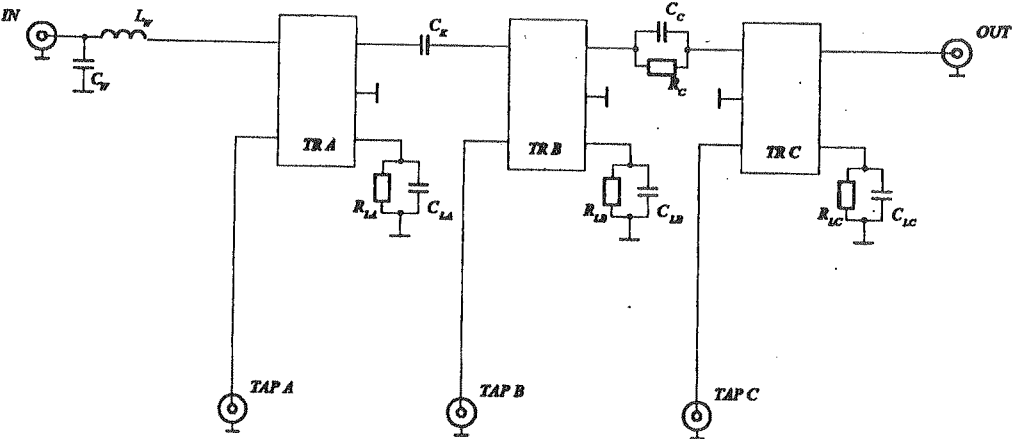 IN
L_W
C_W
TR A
C_K
TR B
C_C
R_C
TR C
OUT
R_LA
C_LA
R_LB
C_LB
R_LC
C_LC
TAP A
TAP B
TAP C